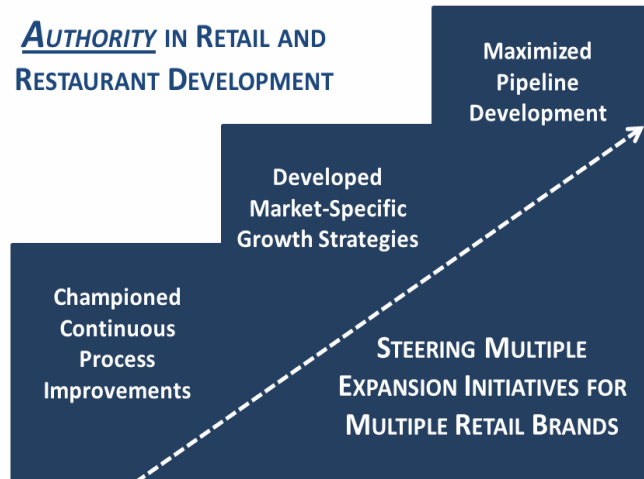 AUTHORITY IN RETAIL AND
RESTAURANT DEVELOPMENT
Maximized
Pipeline
Development
Developed
Market-Specific
Growth Strategies
Championed
Continuous
Process
Improvements
STEERING MULTIPLE
EXPANSION INITIATIVES FOR
MULTIPLE RETAIL BRANDS